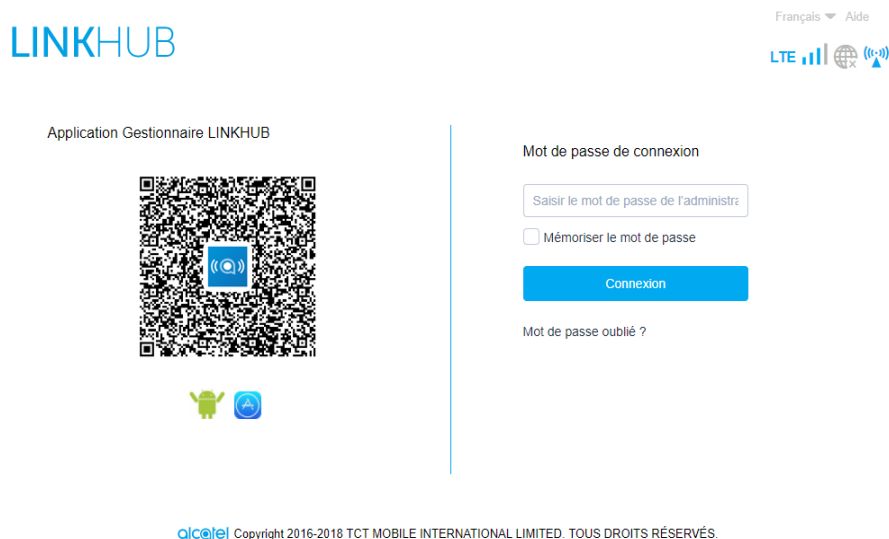 Français Aide
LINKHUB
LTE
Application Gestionnaire LINKHUB
Mot de passe de connexion
Saisir le mot de passe de l'administra
Mémoriser le mot de passe
Connexion
Mot de passe oublié ?
alcatel Copyright 2016-2018 TCT MOBILE INTERNATIONAL LIMITED. TOUS DROITS RÉSERVÉS.